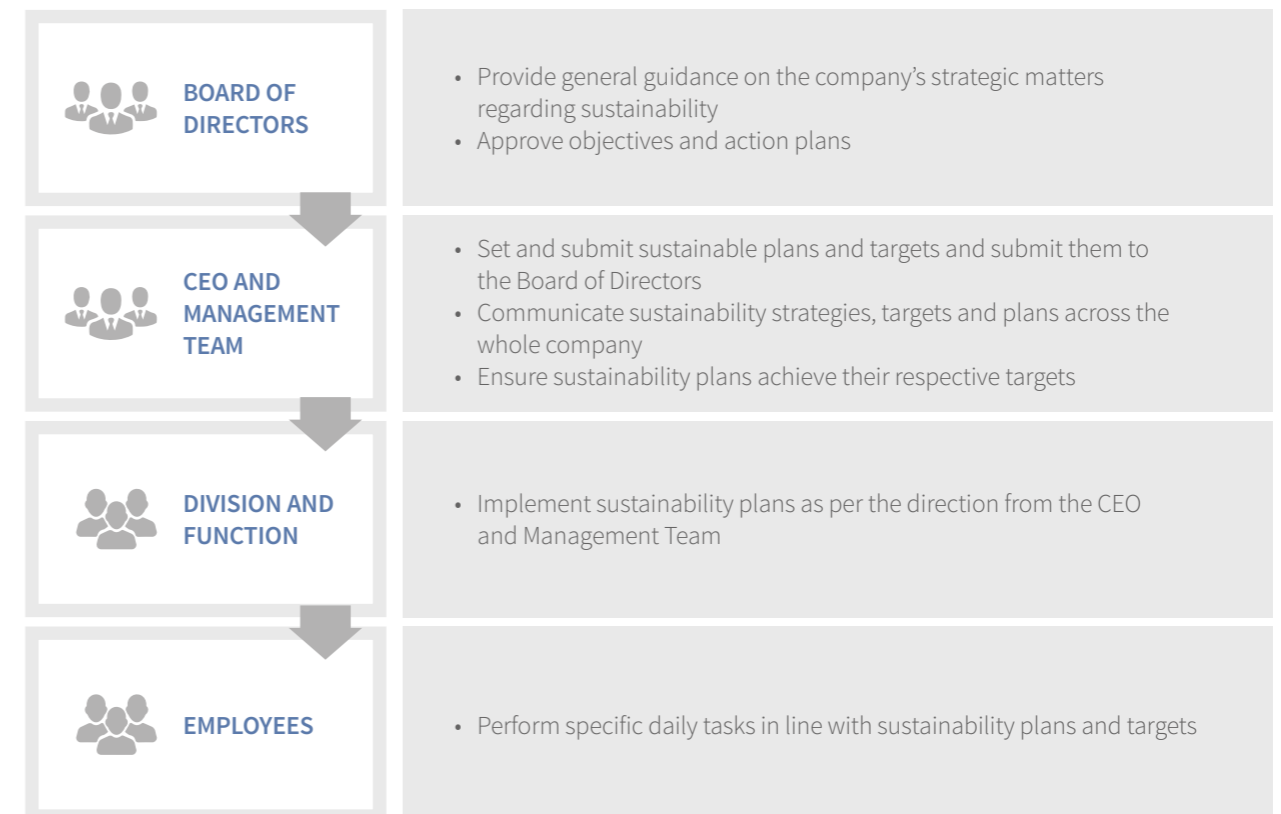 BOARD OF
DIRECTORS
• Provide general guidance on the company’s strategic matters
regarding sustainability
• Approve objectives and action plans
CEO AND
MANAGEMENT
TEAM
• Set and submit sustainable plans and targets and submit them to
the Board of Directors
• Communicate sustainability strategies, targets and plans across the
whole company
• Ensure sustainability plans achieve their respective targets
DIVISION AND
FUNCTION
• Implement sustainability plans as per the direction from the CEO
and Management Team
EMPLOYEES
• Perform specific daily tasks in line with sustainability plans and targets